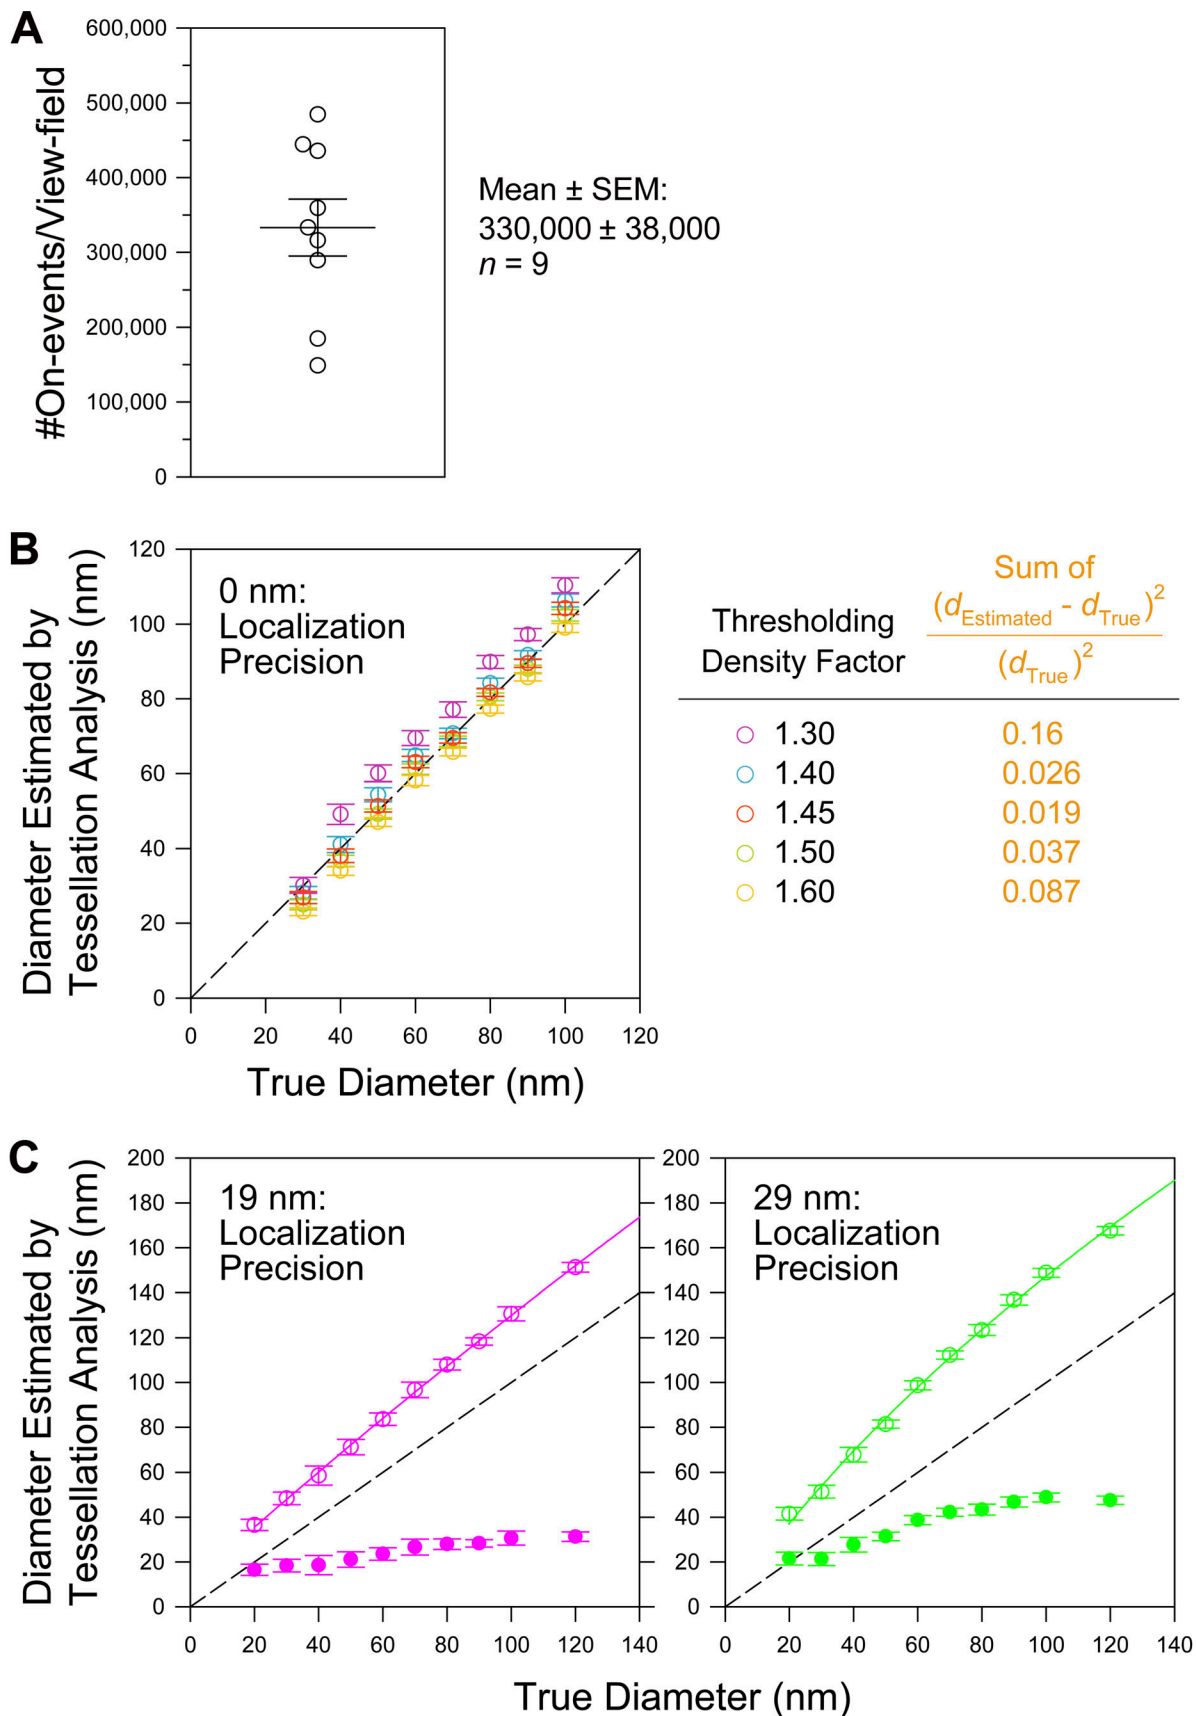 A
#On-events/View-field
600,000
500,000
400,000
300,000
200,000
100,000
0
Mean ± SEM:
330,000 ± 38,000
n = 9
B
Diameter Estimated by
Tessellation Analysis (nm)
120
100
80
60
40
20
0
0 nm:
Localization
Precision
0 20 40 60 80 100 120
True Diameter (nm)
Sum of
(dEstimated - dTrue)2
(dTrue)2
Thresholding
Density Factor
1.30 0.16
1.40 0.026
1.45 0.019
1.50 0.037
1.60 0.087
C
Diameter Estimated by
Tessellation Analysis (nm)
200
180
160
140
120
100
80
60
40
20
0
19 nm:
Localization
Precision
0 20 40 60 80 100 120 140
200
180
160
140
120
100
80
60
40
20
0
29 nm:
Localization
Precision
0 20 40 60 80 100 120 140
True Diameter (nm)